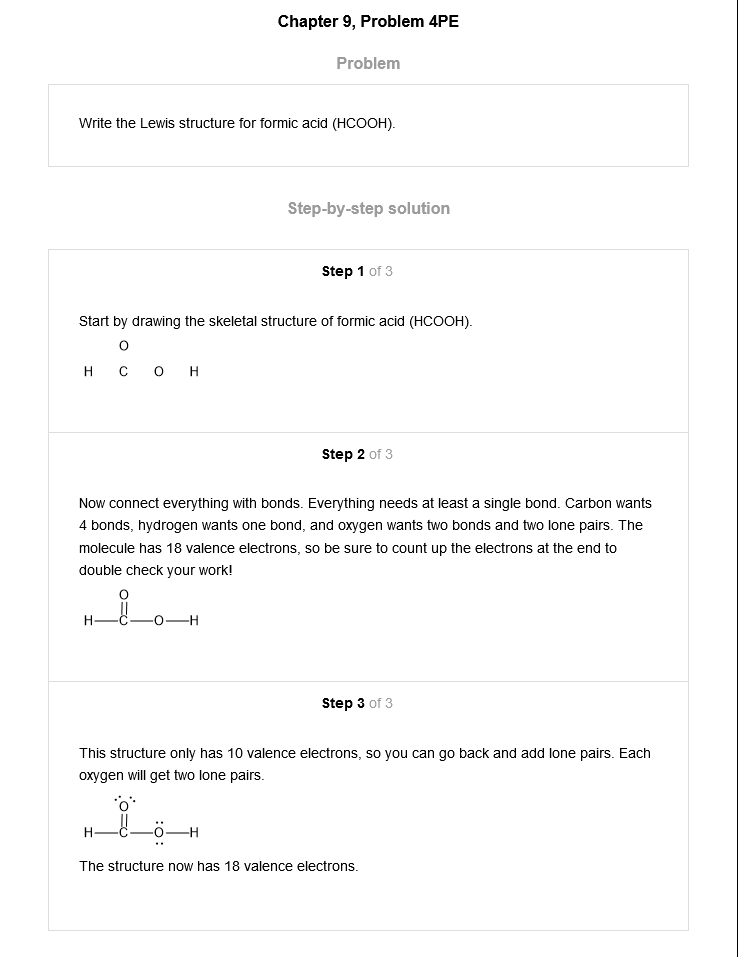 Chapter 9, Problem 4PE
Problem
Write the Lewis structure for formic acid (HCOOH).
Step-by-step solution
Step 1 of 3
Start by drawing the skeletal structure of formic acid (HCOOH).
O
H C O H
Step 2 of 3
Now connect everything with bonds. Everything needs at least a single bond. Carbon wants
4 bonds, hydrogen wants one bond, and oxygen wants two bonds and two lone pairs. The
molecule has 18 valence electrons, so be sure to count up the electrons at the end to
double check your work!
O
H C O H
Step 3 of 3
This structure only has 10 valence electrons, so you can go back and add lone pairs. Each
oxygen will get two lone pairs.
O
H C O H
The structure now has 18 valence electrons.